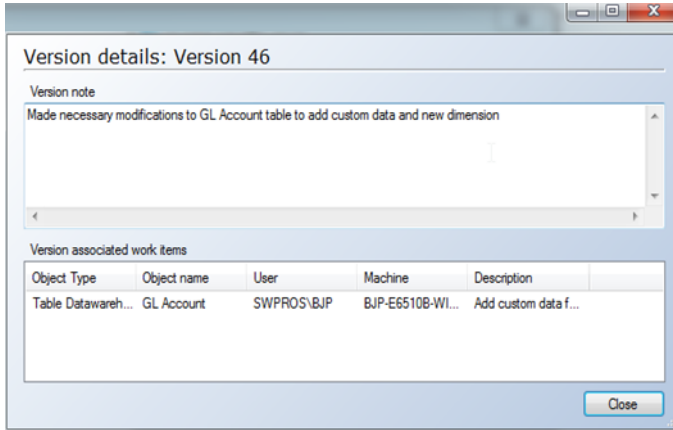 Version details: Version 46
Version note
Made necessary modifications to GL Account table to add custom data and new dimension
Version associated work items
Object Type Object name User Machine Description
Table Datawareh... GL Account SWPROS\BJP BJP-E6510B-WI... Add custom data f...
Close